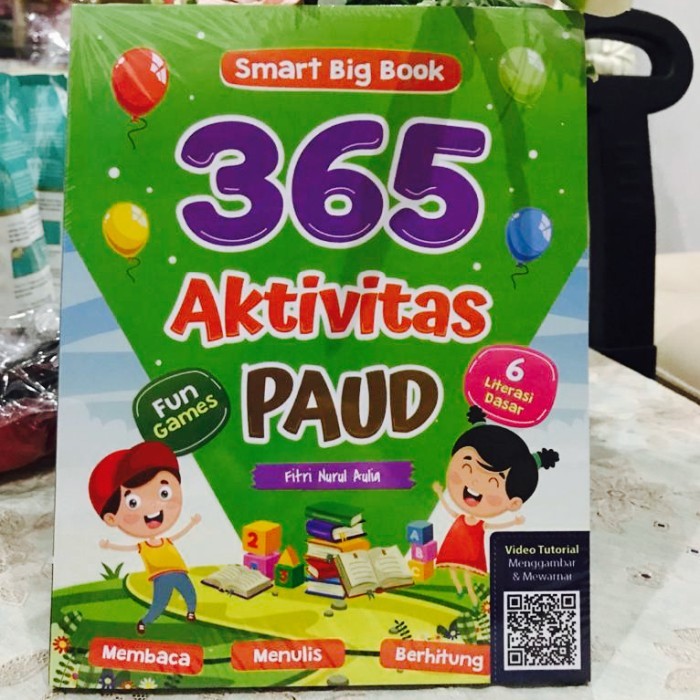 Smart Big Book
365
Aktivitas
PAUD
Fun
Games
6
Literasi
Dasar
Fitri Nurul Aulia
2
3
A
B
C
Video Tutorial
Menggambar
& Mewarnai
Membaca
Menulis
Berhitung